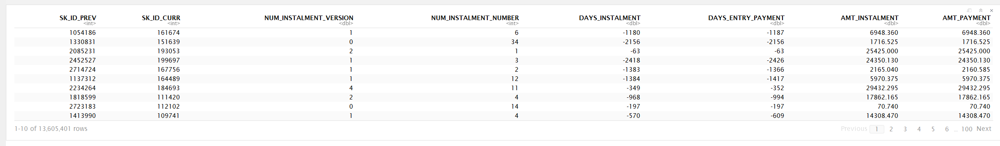 SK_ID_PREV SK_ID_CURR NUM_INSTALMENT_VERSION NUM_INSTALMENT_NUMBER DAYS_INSTALMENT DAYS_ENTRY_PAYMENT AMT_INSTALMENT AMT_PAYMENT
<int> <int> <dbl> <int> <dbl> <dbl> <dbl> <dbl>
1054186 161674 1 6 -1180 -1187 6948.360 6948.360
1330831 151639 0 34 -2156 -2156 1716.525 1716.525
2085231 193053 2 1 -63 -63 25425.000 25425.000
2452527 199697 1 3 -2418 -2426 24350.130 24350.130
2714724 167756 1 2 -1383 -1366 2165.040 2160.585
1137312 164489 1 12 -1384 -1417 5970.375 5970.375
2234264 184693 4 11 -349 -352 29432.295 29432.295
1818599 111420 2 4 -968 -994 17862.165 17862.165
2723183 112102 0 14 -197 -197 70.740 70.740
1413990 109741 1 4 -570 -609 14308.470 14308.470
1-10 of 13,605,401 rows Previous 1 2 3 4 5 6 ... 100 Next